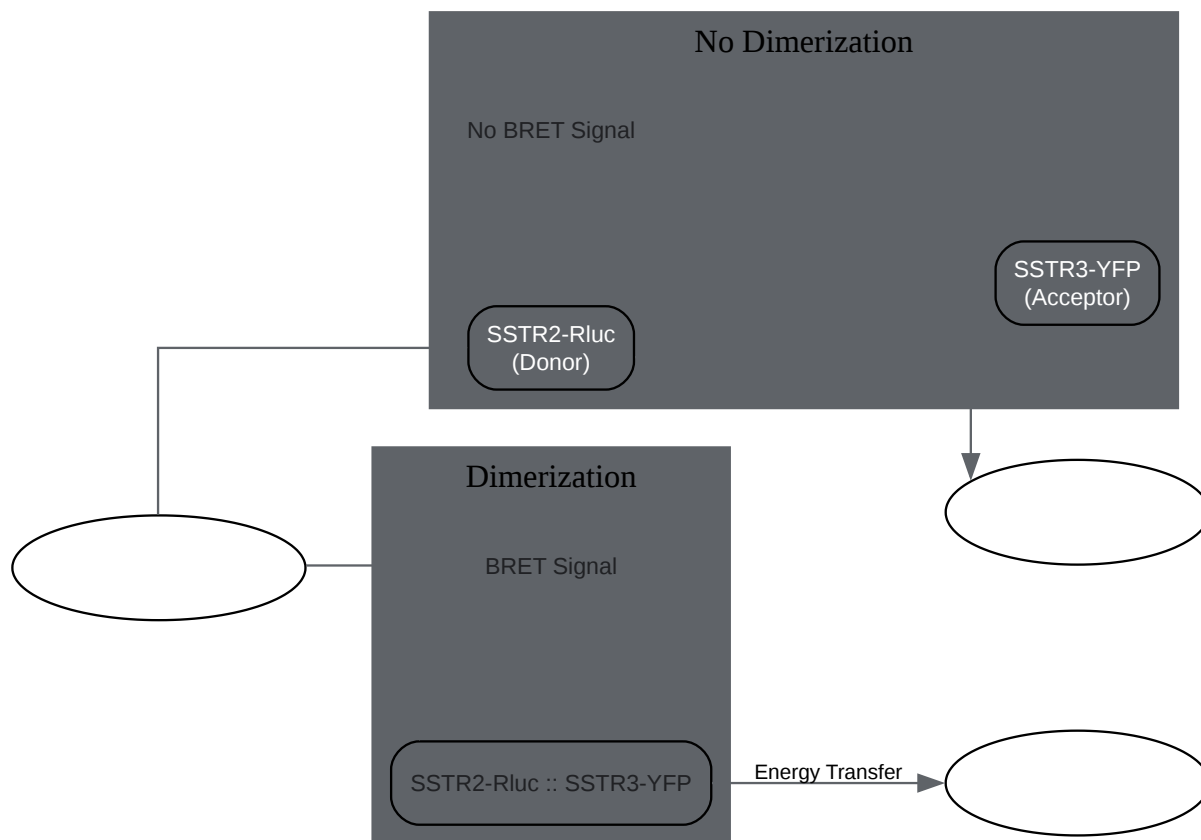 No Dimerization
No BRET Signal
SSTR3-YFP
(Acceptor)
SSTR2-Rluc
(Donor)
Dimerization
BRET Signal
SSTR2-Rluc :: SSTR3-YFP
Energy Transfer